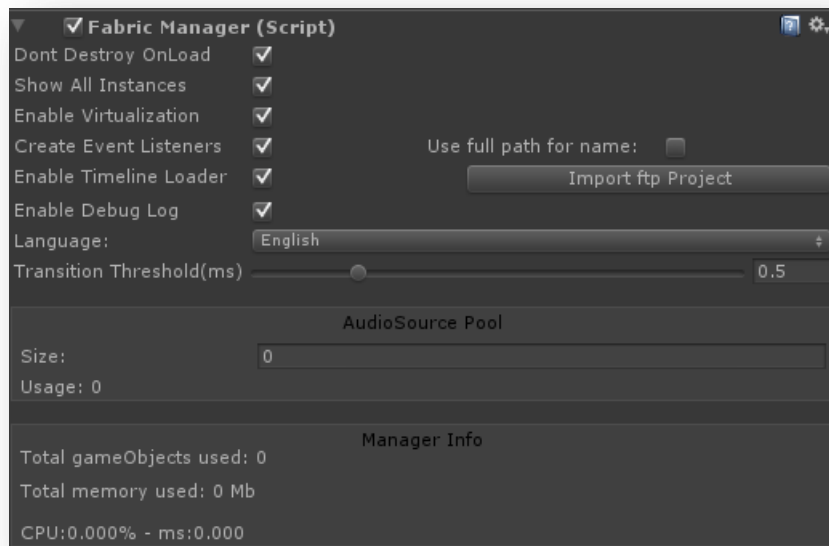 Fabric Manager (Script)
Dont Destroy OnLoad
Show All Instances
Enable Virtualization
Create Event Listeners Use full path for name:
Enable Timeline Loader Import ftp Project
Enable Debug Log
Language: English
Transition Threshold(ms) 0.5
AudioSource Pool
Size: 0
Usage: 0
Manager Info
Total gameObjects used: 0
Total memory used: 0 Mb
CPU:0.000% - ms:0.000